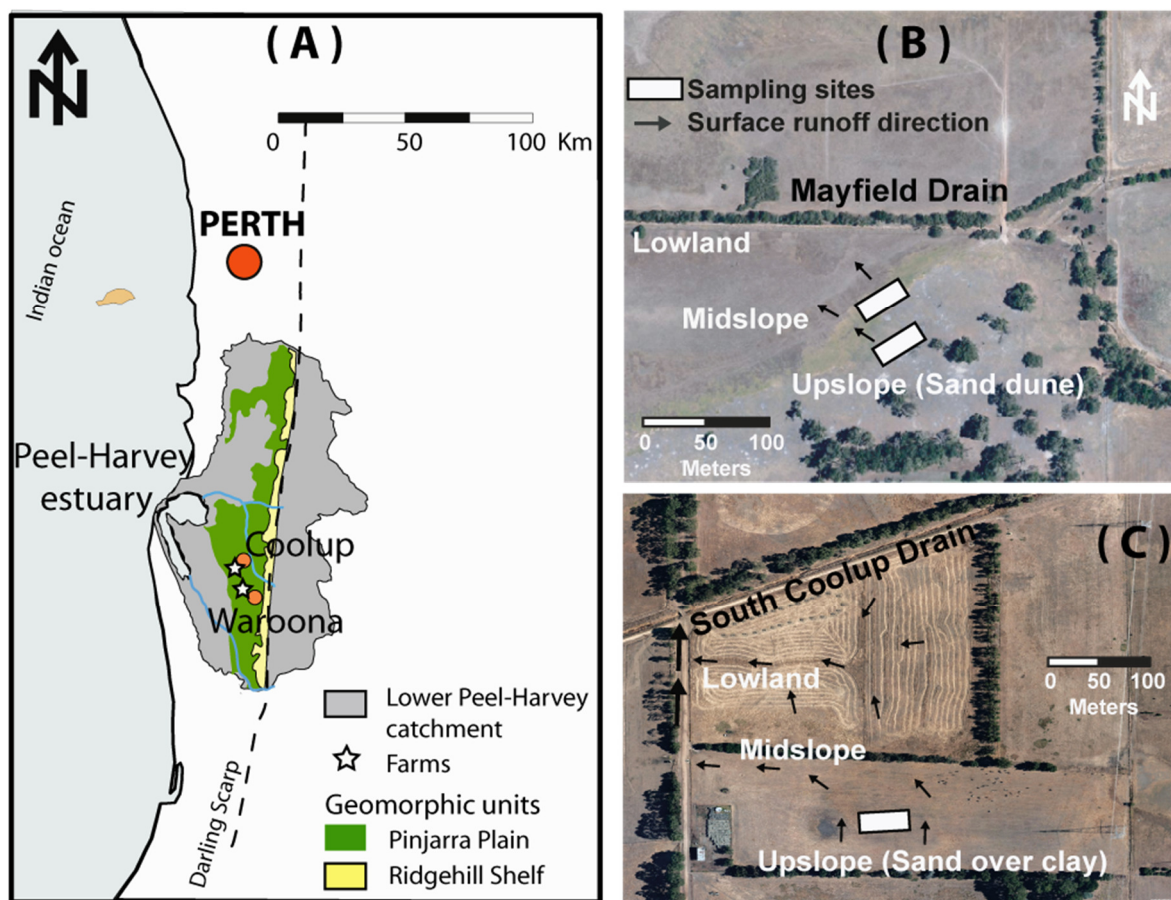 ( A )
N
0 50 100 Km
PERTH
Indian ocean
Peel-Harvey
estuary
Coolup
Waroona
Darling Scarp
Lower Peel-Harvey
catchment
Farms
Geomorphic units
Pinjarra Plain
Ridgehill Shelf
( B )
N
Sampling sites
Surface runoff direction
Mayfield Drain
Lowland
Midslope
Upslope (Sand dune)
0 50 100
Meters
( C )
South Coolup Drain
Lowland
0 50 100
Meters
Midslope
Upslope (Sand over clay)